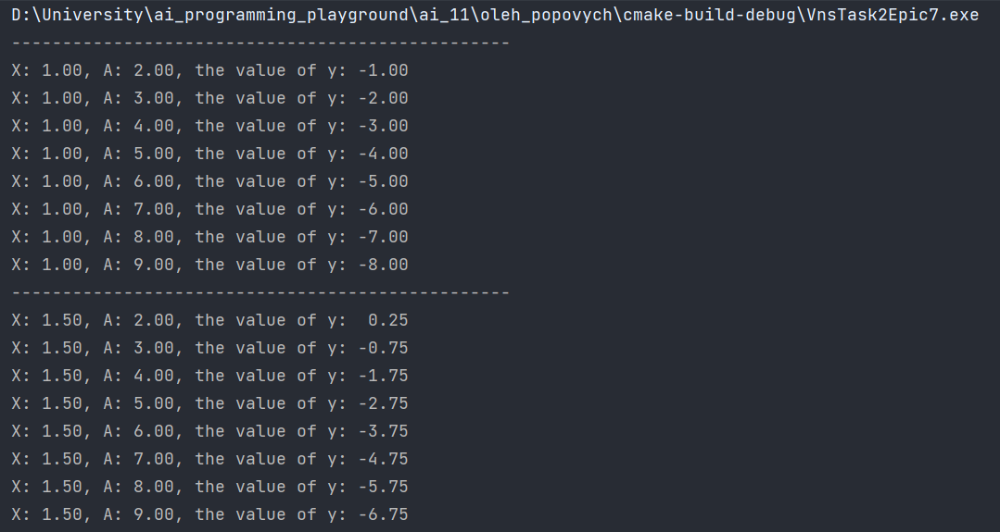 D:\University\ai_programming_playground\ai_11\oleh_popovych\cmake-build-debug\VnsTask2Epic7.exe
-------------------------------------------------
X: 1.00, A: 2.00, the value of y: -1.00
X: 1.00, A: 3.00, the value of y: -2.00
X: 1.00, A: 4.00, the value of y: -3.00
X: 1.00, A: 5.00, the value of y: -4.00
X: 1.00, A: 6.00, the value of y: -5.00
X: 1.00, A: 7.00, the value of y: -6.00
X: 1.00, A: 8.00, the value of y: -7.00
X: 1.00, A: 9.00, the value of y: -8.00
-------------------------------------------------
X: 1.50, A: 2.00, the value of y:  0.25
X: 1.50, A: 3.00, the value of y: -0.75
X: 1.50, A: 4.00, the value of y: -1.75
X: 1.50, A: 5.00, the value of y: -2.75
X: 1.50, A: 6.00, the value of y: -3.75
X: 1.50, A: 7.00, the value of y: -4.75
X: 1.50, A: 8.00, the value of y: -5.75
X: 1.50, A: 9.00, the value of y: -6.75